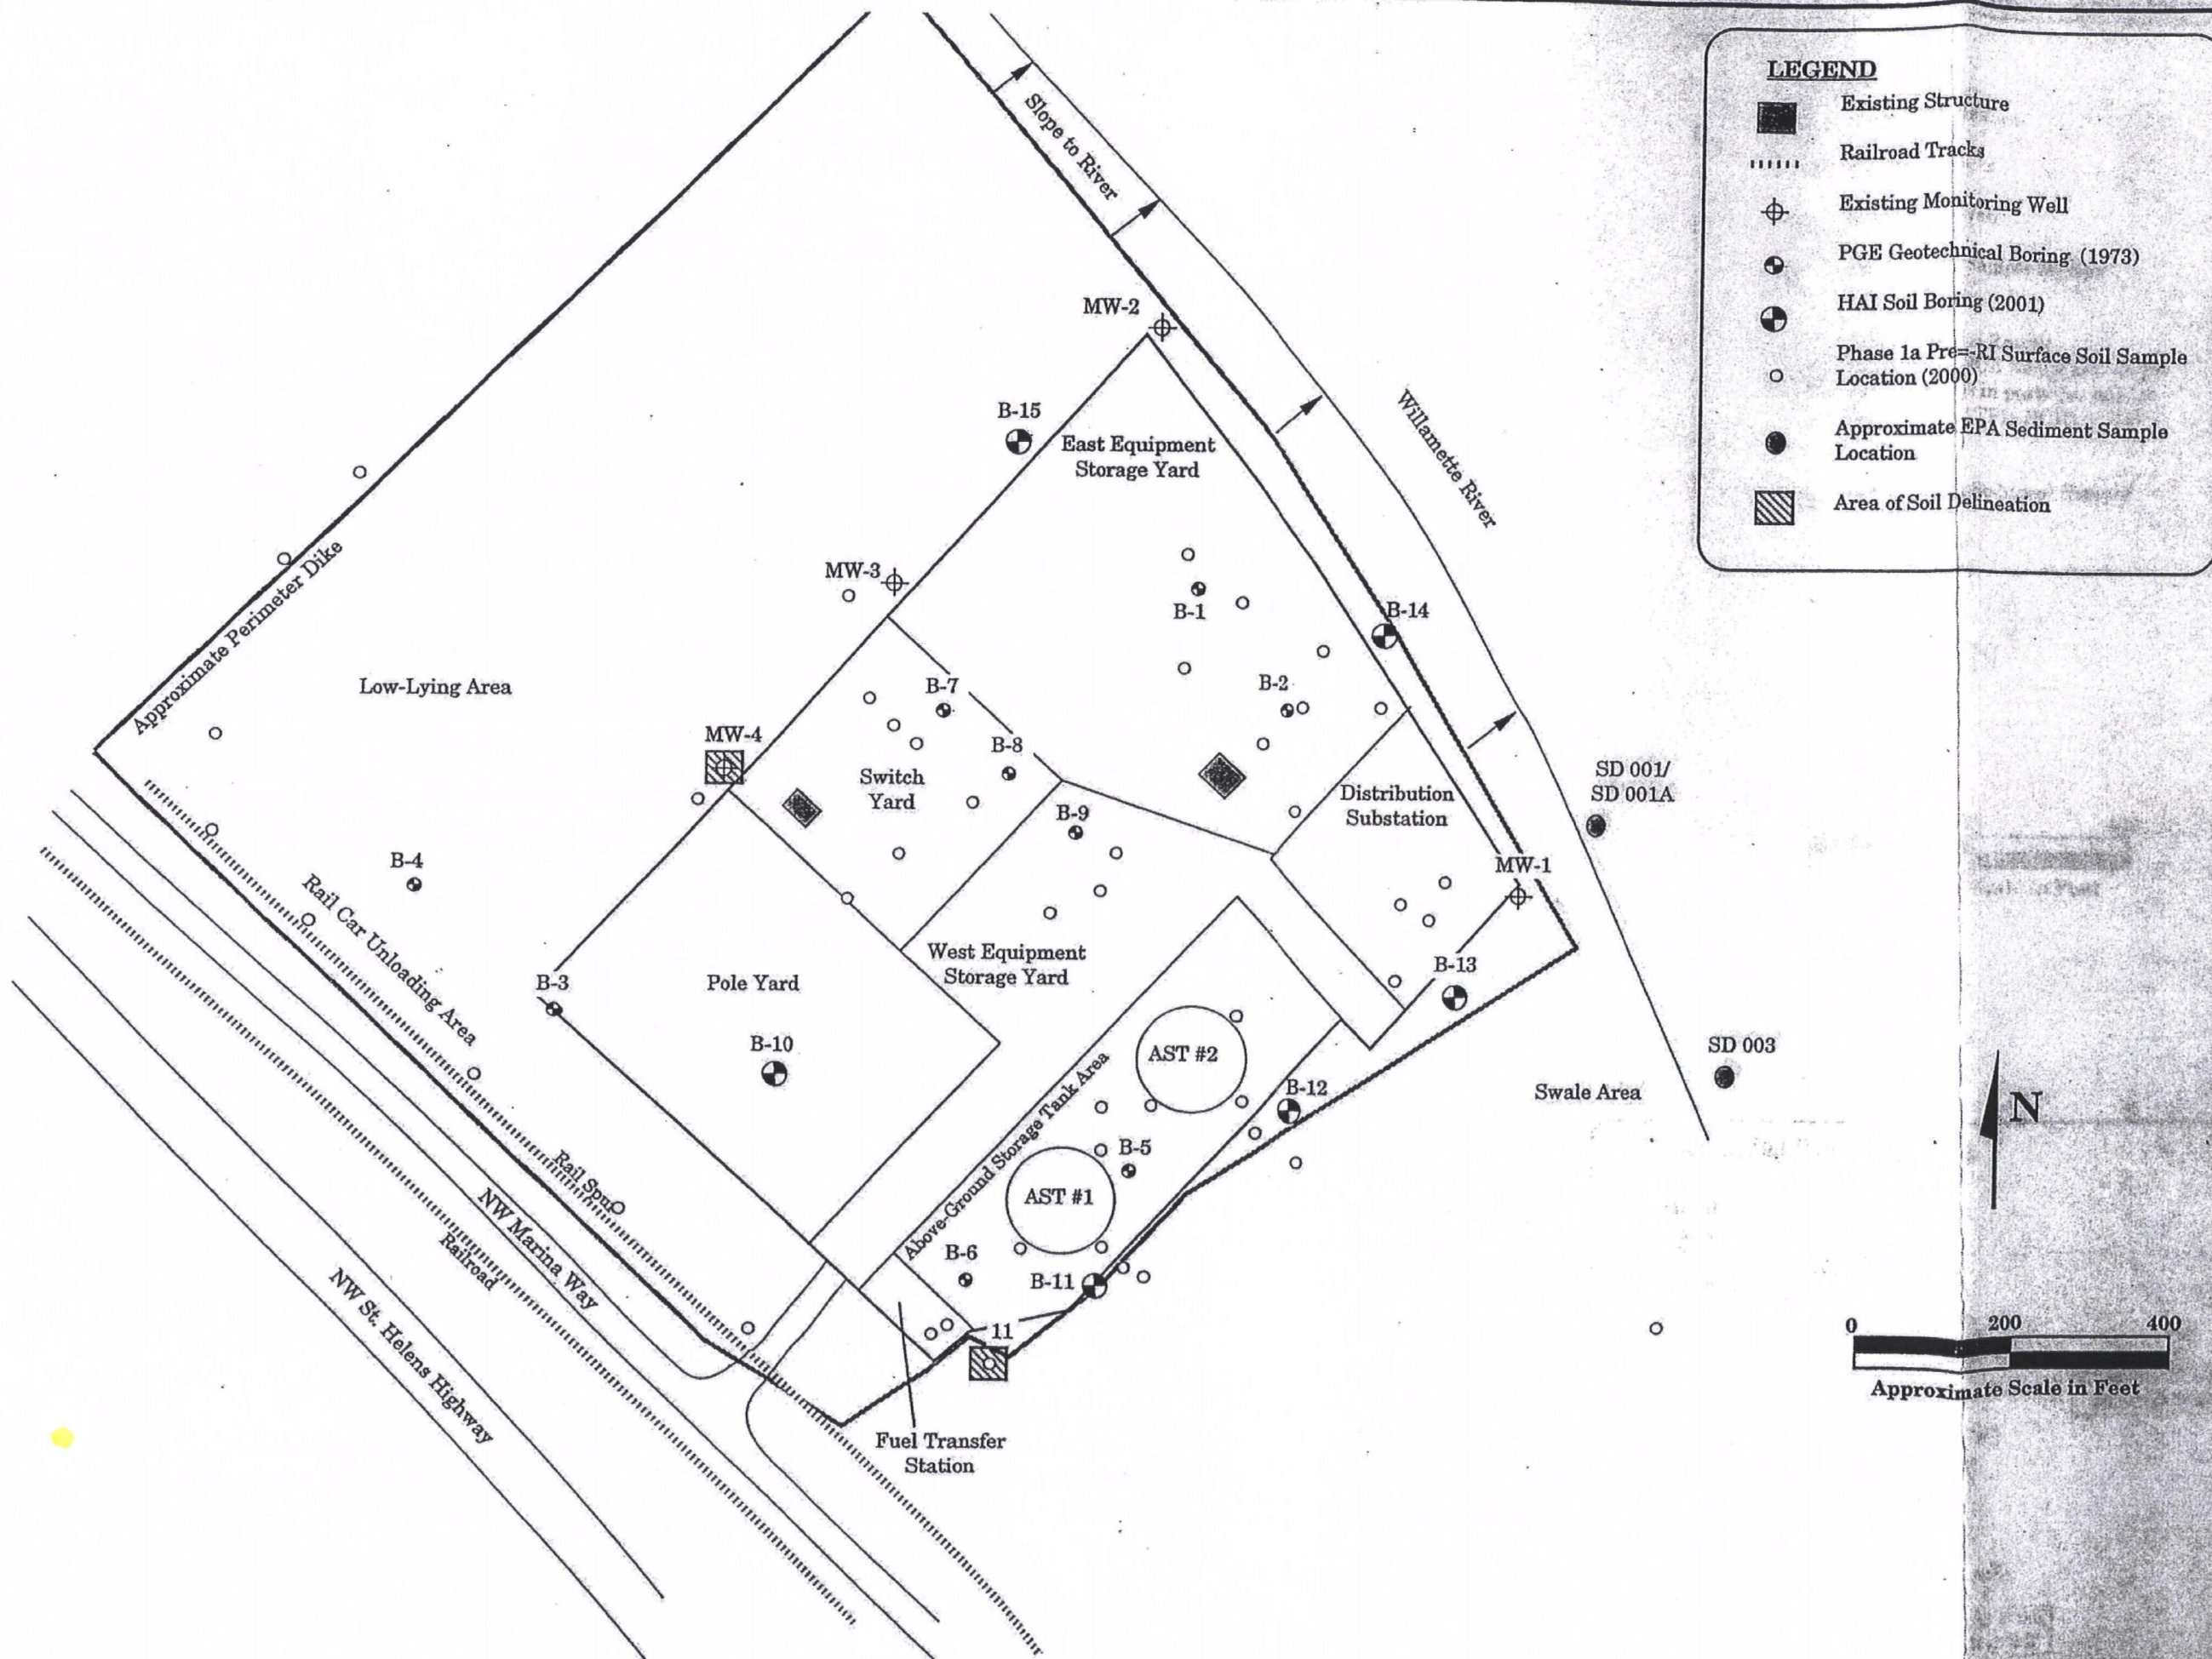 LEGEND
Existing Structure
Railroad Tracks
Existing Monitoring Well
PGE Geotechnical Boring (1973)
HAI Soil Boring (2001)
Phase 1a Pre=-RI Surface Soil Sample
Location (2000)
Approximate EPA Sediment Sample
Location
Area of Soil Delineation
Slope to River
MW-2
Willamette River
B-15
East Equipment
Storage Yard
Approximate Perimeter Dike
MW-3
B-1
B-14
Low-Lying Area
B-7
B-2
MW-4
B-8
Switch
Yard
Distribution
Substation
SD 001/
SD 001A
B-9
B-4
MW-1
Rail Car Unloading Area
West Equipment
Storage Yard
B-13
B-3
Pole Yard
B-10
AST #2
SD 003
Above-Ground Storage Tank Area
B-12
Swale Area
N
B-5
Rail Spur
AST #1
NW Marina Way
Railroad
B-6
B-11
NW St. Helens Highway
11
0 200 400
Approximate Scale in Feet
Fuel Transfer
Station